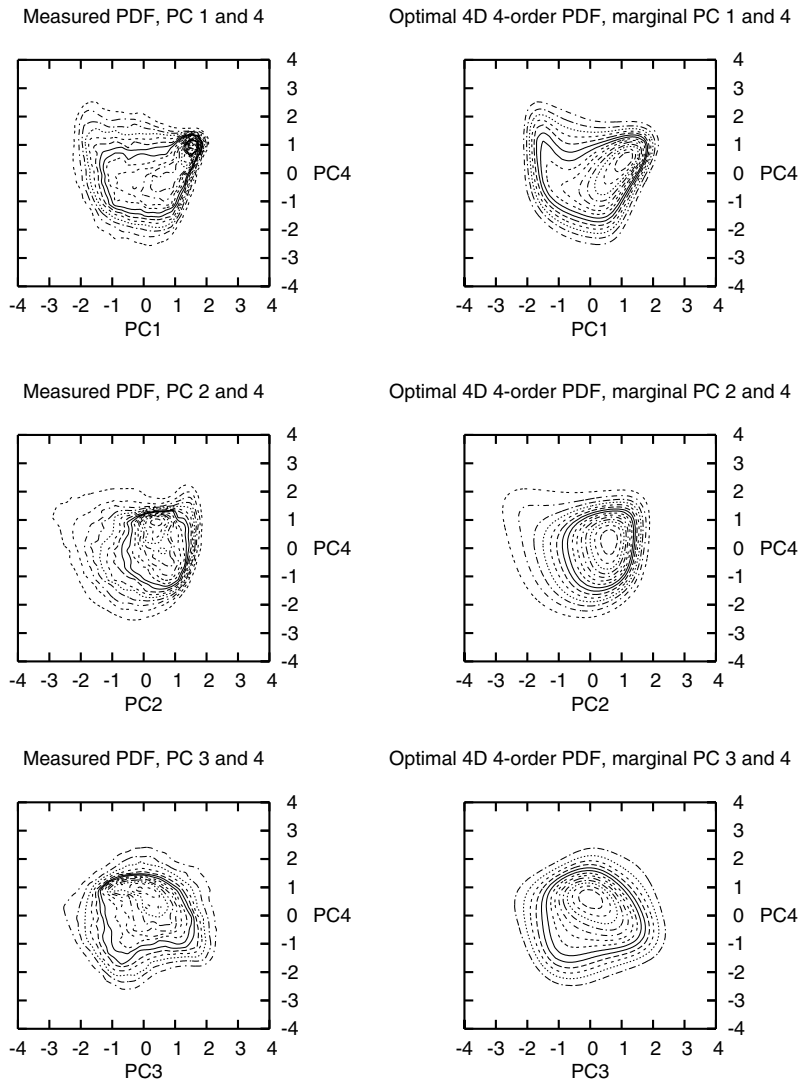 Measured PDF, PC 1 and 4
4
3
2
1
0
-1
-2
-3
-4
PC4
-4 -3 -2 -1 0 1 2 3 4
PC1
Optimal 4D 4-order PDF, marginal PC 1 and 4
4
3
2
1
0
-1
-2
-3
-4
PC4
-4 -3 -2 -1 0 1 2 3 4
PC1
Measured PDF, PC 2 and 4
4
3
2
1
0
-1
-2
-3
-4
PC4
-4 -3 -2 -1 0 1 2 3 4
PC2
Optimal 4D 4-order PDF, marginal PC 2 and 4
4
3
2
1
0
-1
-2
-3
-4
PC4
-4 -3 -2 -1 0 1 2 3 4
PC2
Measured PDF, PC 3 and 4
4
3
2
1
0
-1
-2
-3
-4
PC4
-4 -3 -2 -1 0 1 2 3 4
PC3
Optimal 4D 4-order PDF, marginal PC 3 and 4
4
3
2
1
0
-1
-2
-3
-4
PC4
-4 -3 -2 -1 0 1 2 3 4
PC3